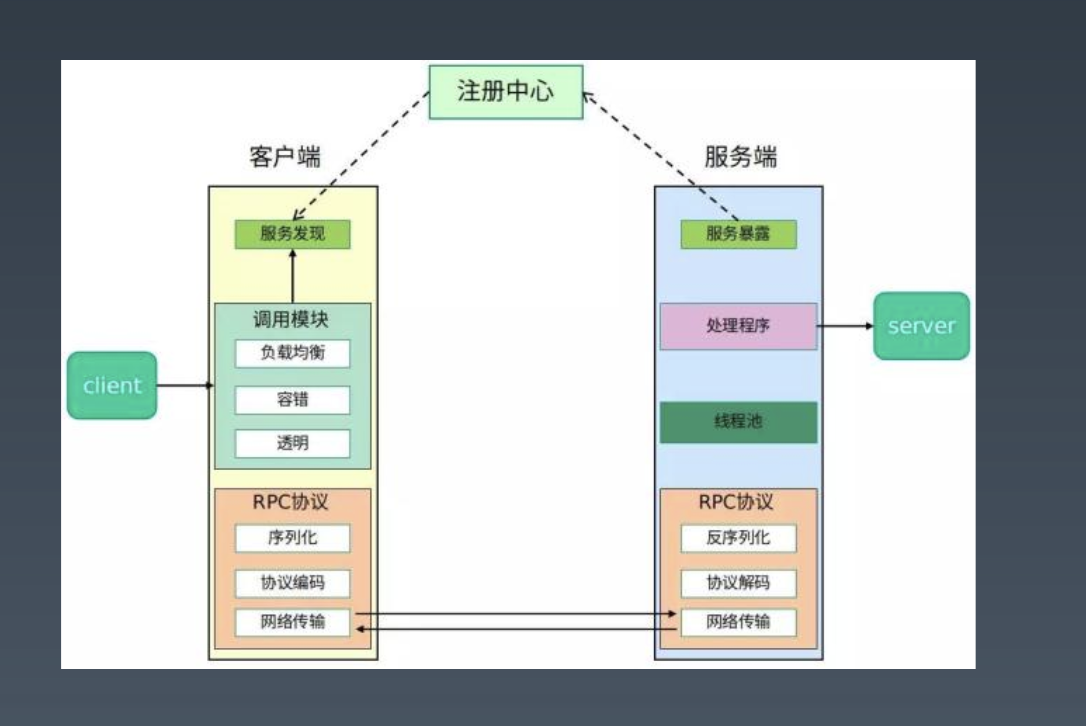 注册中心
客户端
服务端
服务发现
服务暴露
调用模块
负载均衡
容错
透明
client
处理程序
server
线程池
RPC协议
序列化
协议编码
网络传输
RPC协议
反序列化
协议解码
网络传输